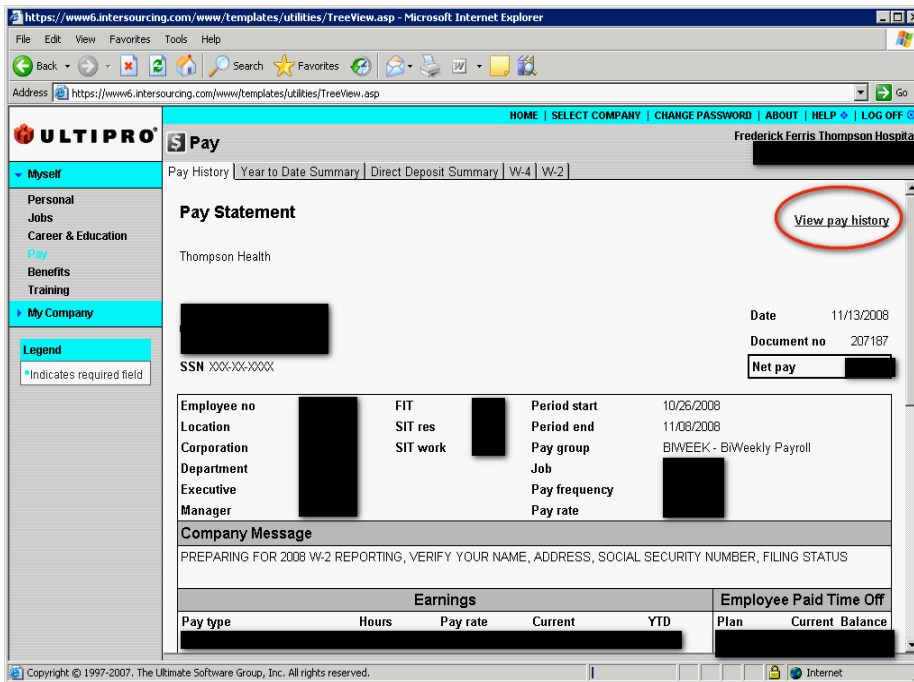 https://www6.intersourcing.com/www/templates/utilities/TreeView.asp - Microsoft Internet Explorer
File Edit View Favorites Tools Help
Back Search Favorites
Address https://www6.intersourcing.com/www/templates/utilities/TreeView.asp Go
HOME | SELECT COMPANY | CHANGE PASSWORD | ABOUT | HELP | LOG OFF
ULTIPRO
Pay
Frederick Ferris Thompson Hospita
Myself
Personal
Jobs
Career & Education
Pay
Benefits
Training
My Company
Legend
*Indicates required field
Pay History Year to Date Summary Direct Deposit Summary W-4 W-2
Pay Statement
View pay history
Thompson Health
Date 11/13/2008
Document no 207187
SSN XXX-XX-XXXX
Net pay
Employee no FIT Period start 10/26/2008
Location SIT res Period end 11/08/2008
Corporation SIT work Pay group BIWEEK - BiWeekly Payroll
Department Job
Executive Pay frequency
Manager Pay rate
Company Message
PREPARING FOR 2008 W-2 REPORTING, VERIFY YOUR NAME, ADDRESS, SOCIAL SECURITY NUMBER, FILING STATUS
Earnings Employee Paid Time Off
Pay type Hours Pay rate Current YTD Plan Current Balance
Copyright © 1997-2007. The Ultimate Software Group, Inc. All rights reserved. Internet